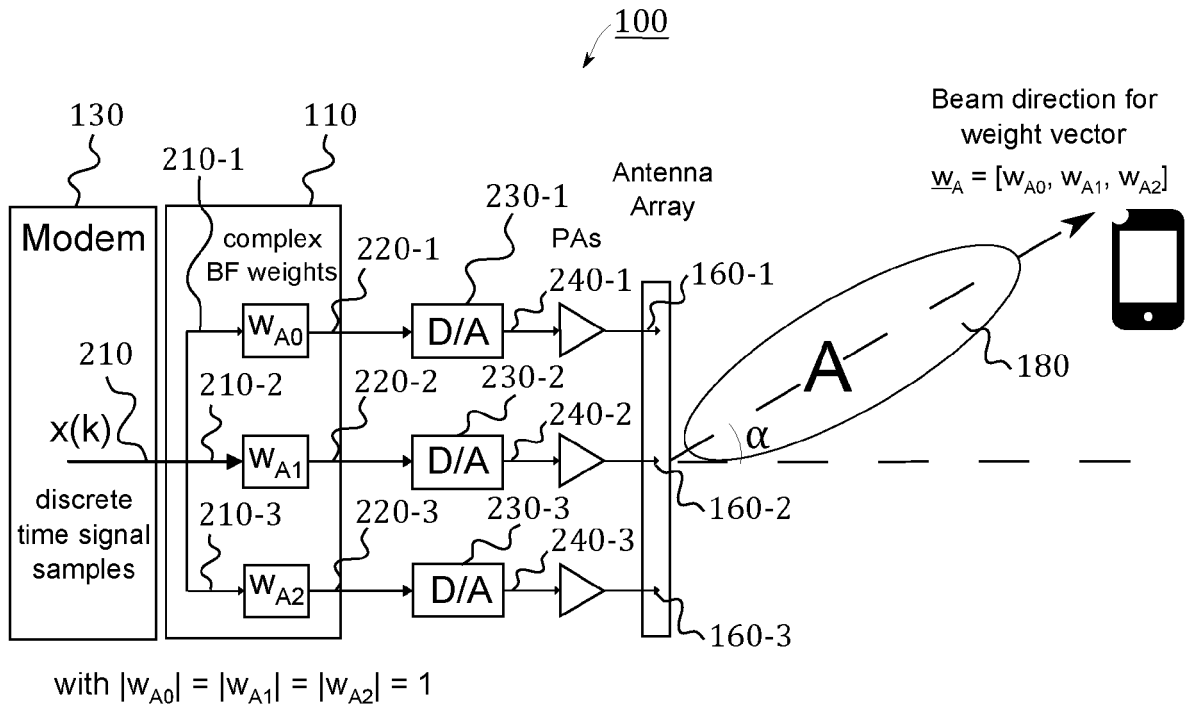 100
130
110
210-1
230-1
Antenna
Array
Beam direction for
weight vector
w_A = [w_A0, w_A1, w_A2]
Modem
complex
BF weights
220-1
PAs
240-1
160-1
w_A0
D/A
210
210-2
220-2
230-2
240-2
A
180
x(k)
w_A1
D/A
α
discrete
time signal
samples
210-3
220-3
230-3
240-3
160-2
w_A2
D/A
160-3
with |w_A0| = |w_A1| = |w_A2| = 1